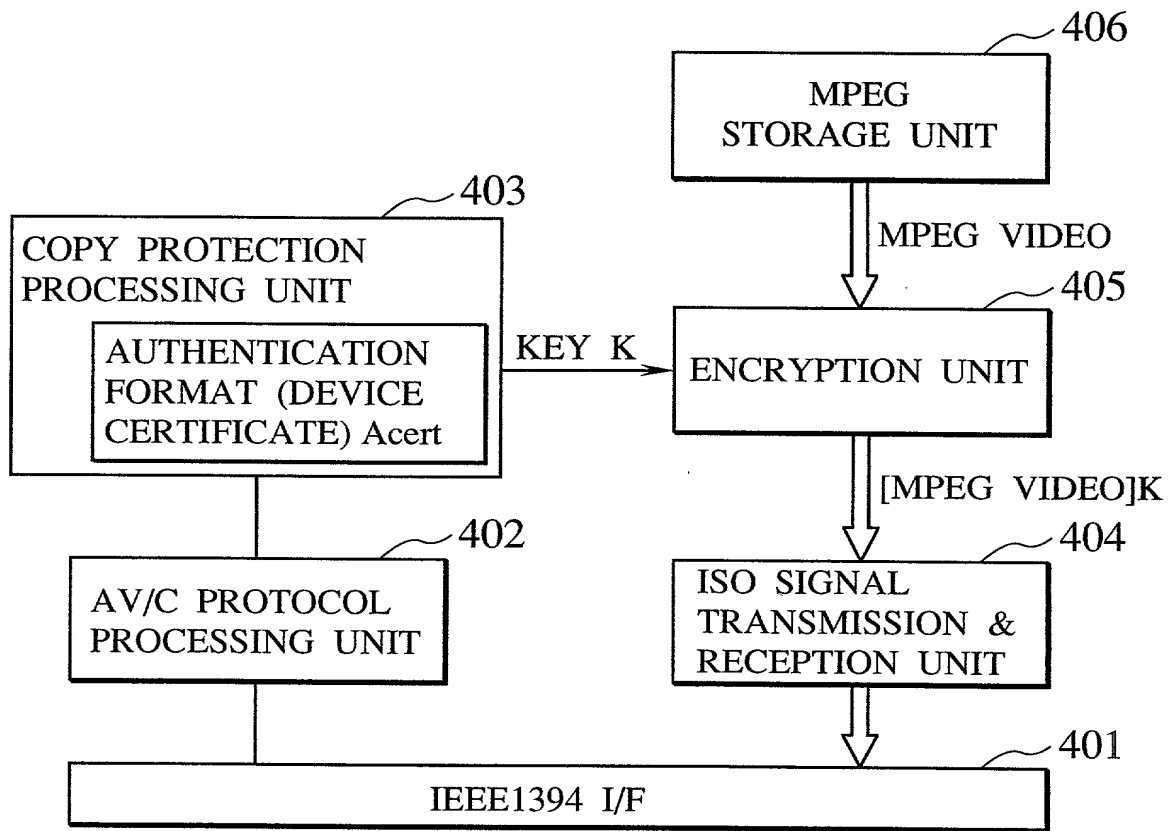 406
MPEG
STORAGE UNIT
403
COPY PROTECTION
PROCESSING UNIT
AUTHENTICATION
FORMAT (DEVICE
CERTIFICATE) Acert
MPEG VIDEO
405
KEY K
ENCRYPTION UNIT
[MPEG VIDEO]K
402
AV/C PROTOCOL
PROCESSING UNIT
404
ISO SIGNAL
TRANSMISSION &
RECEPTION UNIT
401
IEEE1394 I/F